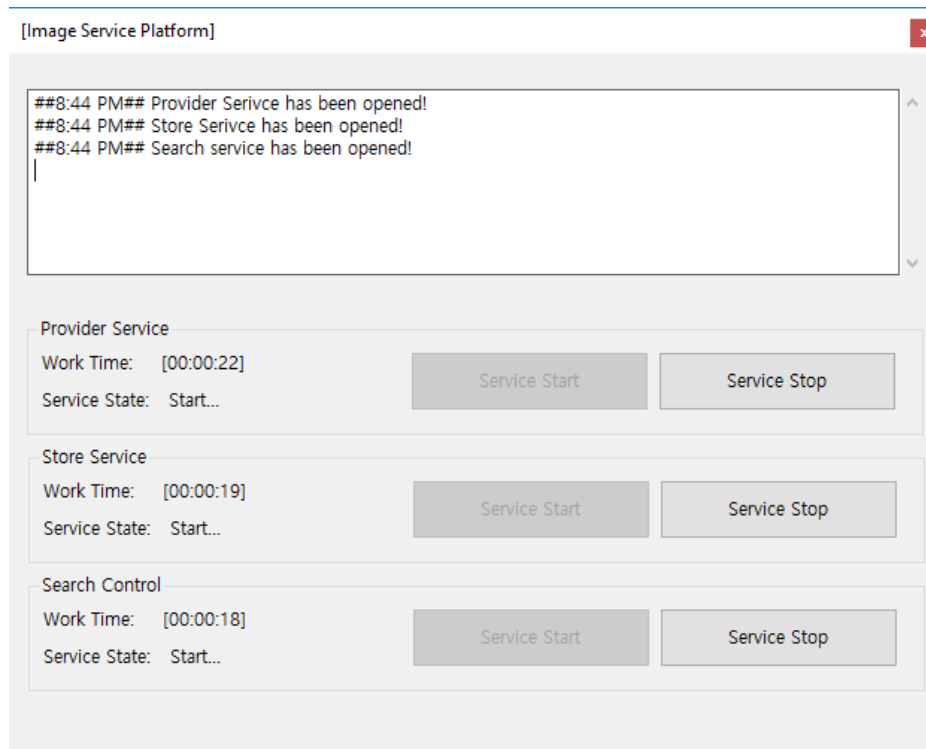 [Image Service Platform]
x
##8:44 PM## Provider Serivce has been opened!
##8:44 PM## Store Serivce has been opened!
##8:44 PM## Search service has been opened!
Provider Service
Work Time: [00:00:22]
Service State: Start...
Service Start
Service Stop
Store Service
Work Time: [00:00:19]
Service State: Start...
Service Start
Service Stop
Search Control
Work Time: [00:00:18]
Service State: Start...
Service Start
Service Stop